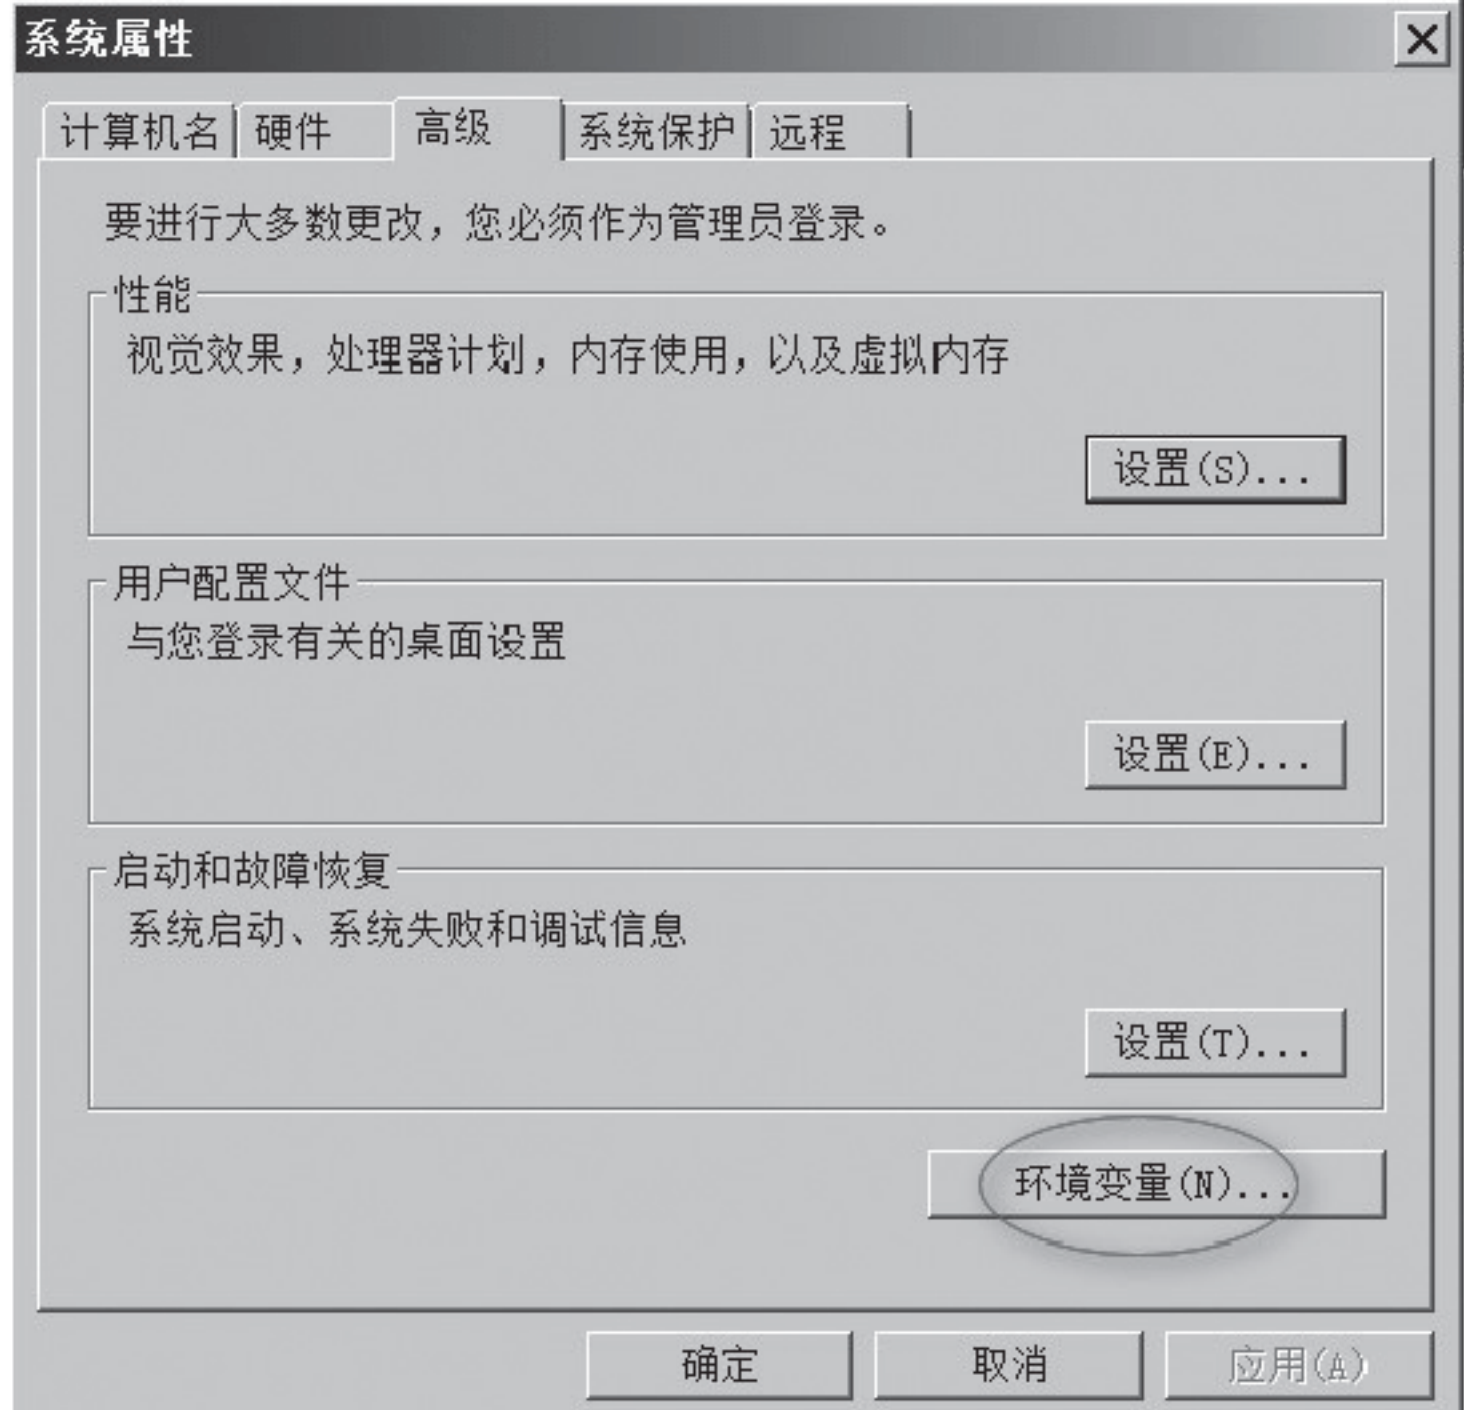 系统属性
计算机名 硬件 高级 系统保护 远程
要进行大多数更改，您必须作为管理员登录。
性能
视觉效果，处理器计划，内存使用，以及虚拟内存
设置(S)...
用户配置文件
与您登录有关的桌面设置
设置(E)...
启动和故障恢复
系统启动、系统失败和调试信息
设置(T)...
环境变量(N)...
确定 取消 应用(A)